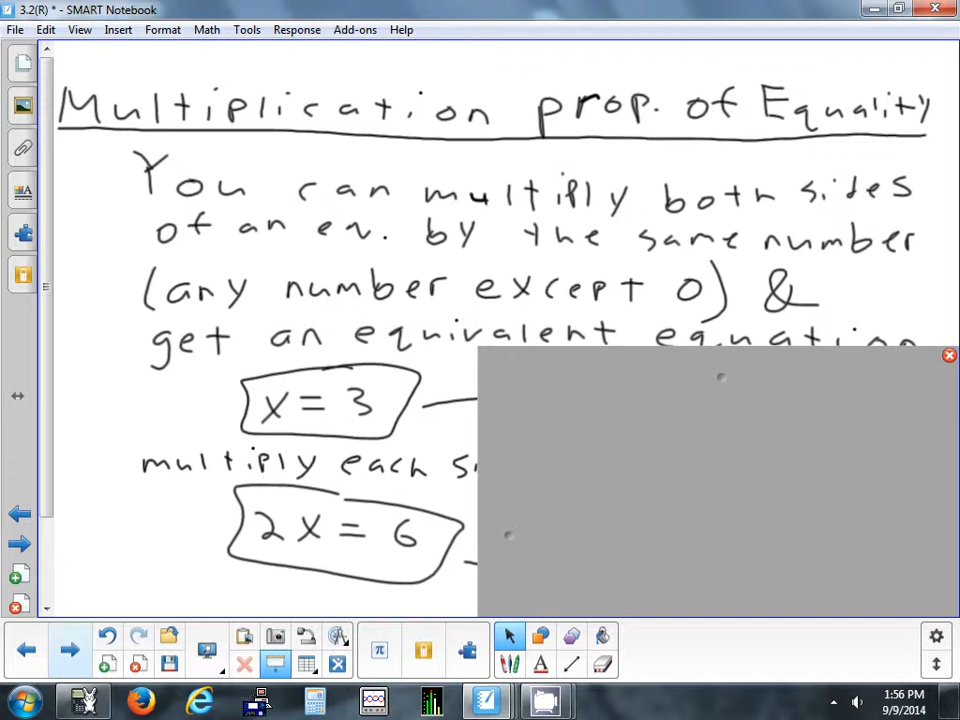 3.2(R) * - SMART Notebook
File Edit View Insert Format Math Tools Response Add-ons Help
Multiplication prop. of Equality
You can multiply both sides
of an eq. by the same number
(any number except 0) &
get an equivalent equation
x = 3
multiply each si
2x = 6
1:56 PM
9/9/2014